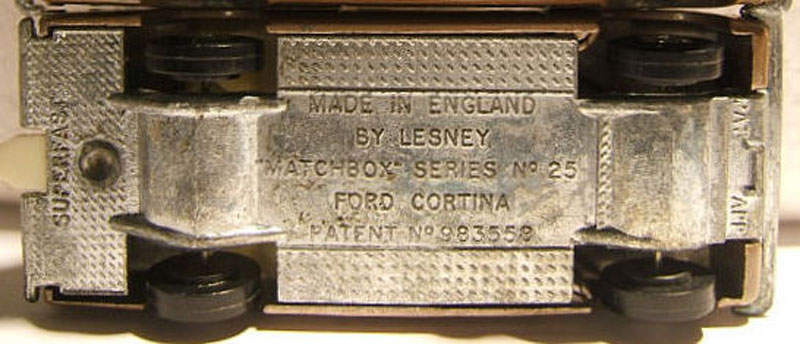 MADE IN ENGLAND
BY LESNEY
"MATCHBOX" SERIES Nº 25
FORD CORTINA
PATENT Nº 983558
SUPERFAST